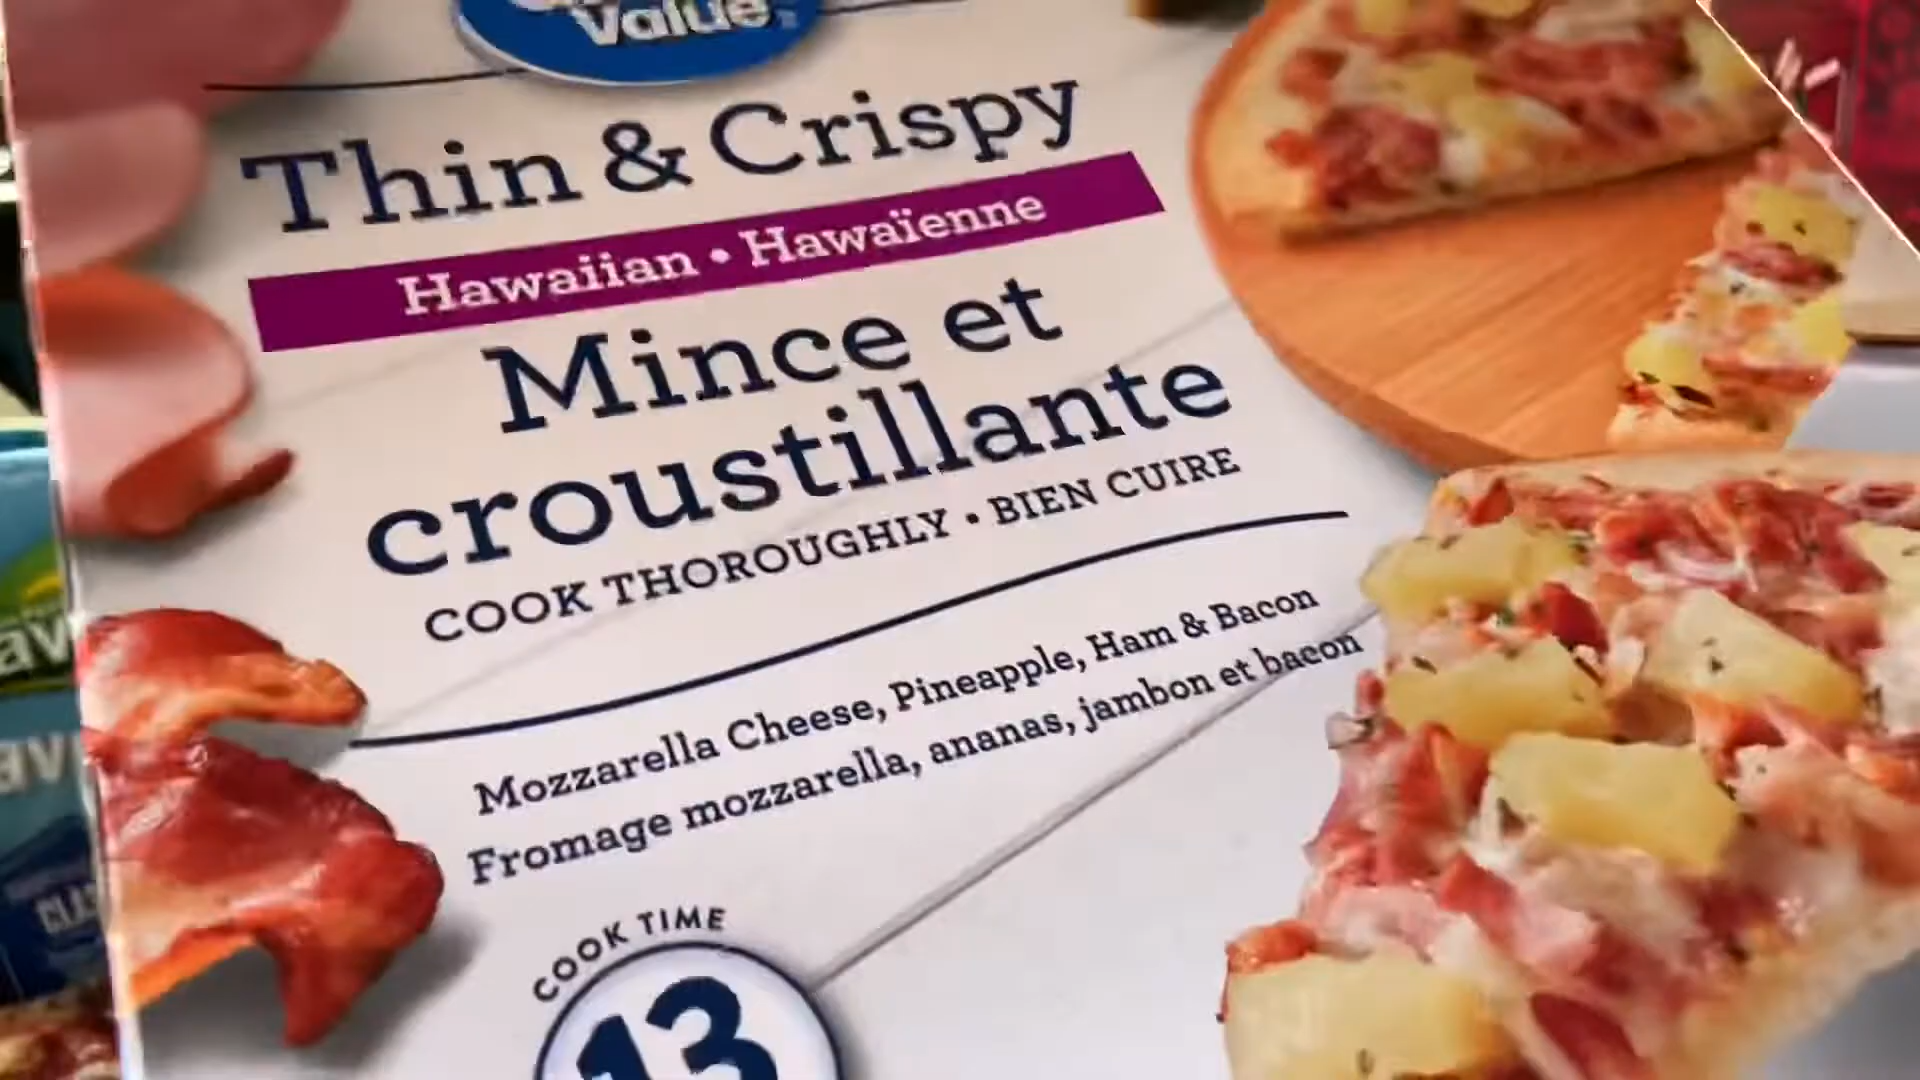 Value
Thin & Crispy
Hawaiian • Hawaïenne
Mince et
croustillante
COOK THOROUGHLY • BIEN CUIRE
Mozzarella Cheese, Pineapple, Ham & Bacon
Fromage mozzarella, ananas, jambon et bacon
COOK TIME
13